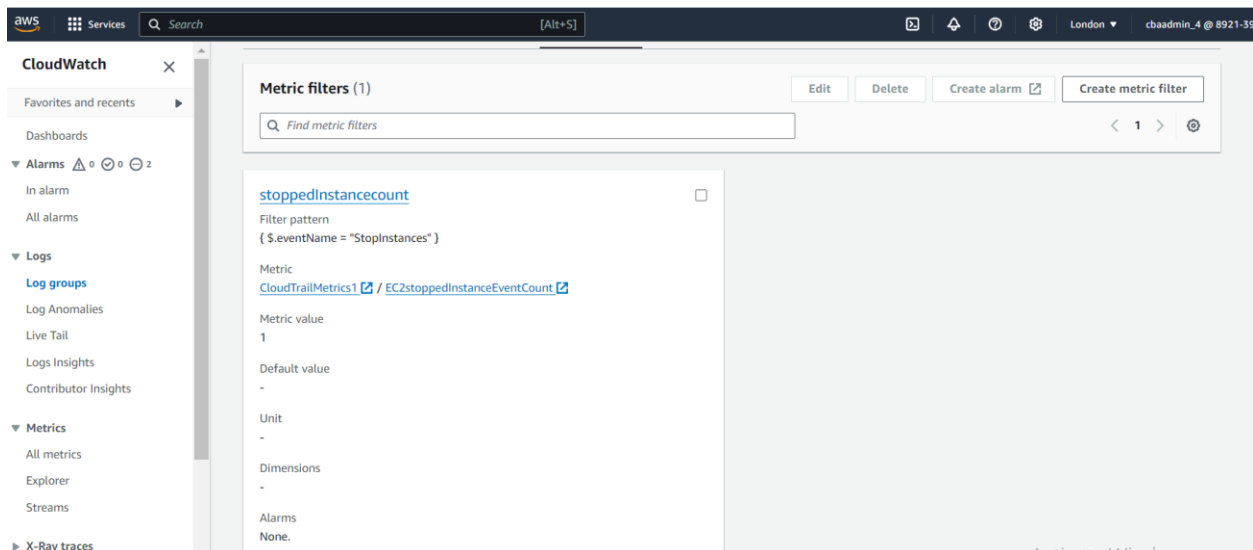 aws Services Search [Alt+S] London cbaadmin_4 @ 8921-39
CloudWatch
Favorites and recents
Dashboards
Alarms 0 0 2
In alarm
All alarms
Logs
Log groups
Log Anomalies
Live Tail
Logs Insights
Contributor Insights
Metrics
All metrics
Explorer
Streams
X-Ray traces
Metric filters (1)
Edit Delete Create alarm Create metric filter
Find metric filters
1
stoppedInstancecount
Filter pattern
{ $.eventName = "StopInstances" }
Metric
CloudTrailMetrics1 / EC2stoppedInstanceEventCount
Metric value
1
Default value
-
Unit
-
Dimensions
-
Alarms
None.